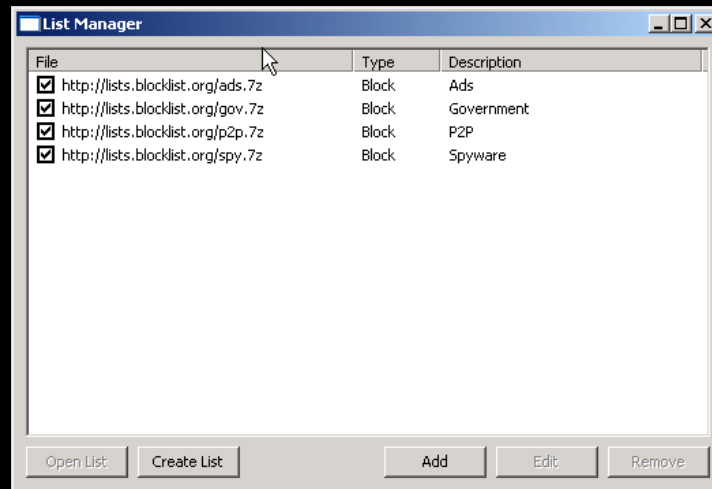 List Manager
File Type Description
http://lists.blocklist.org/ads.7z Block Ads
http://lists.blocklist.org/gov.7z Block Government
http://lists.blocklist.org/p2p.7z Block P2P
http://lists.blocklist.org/spy.7z Block Spyware
Open List Create List Add Edit Remove